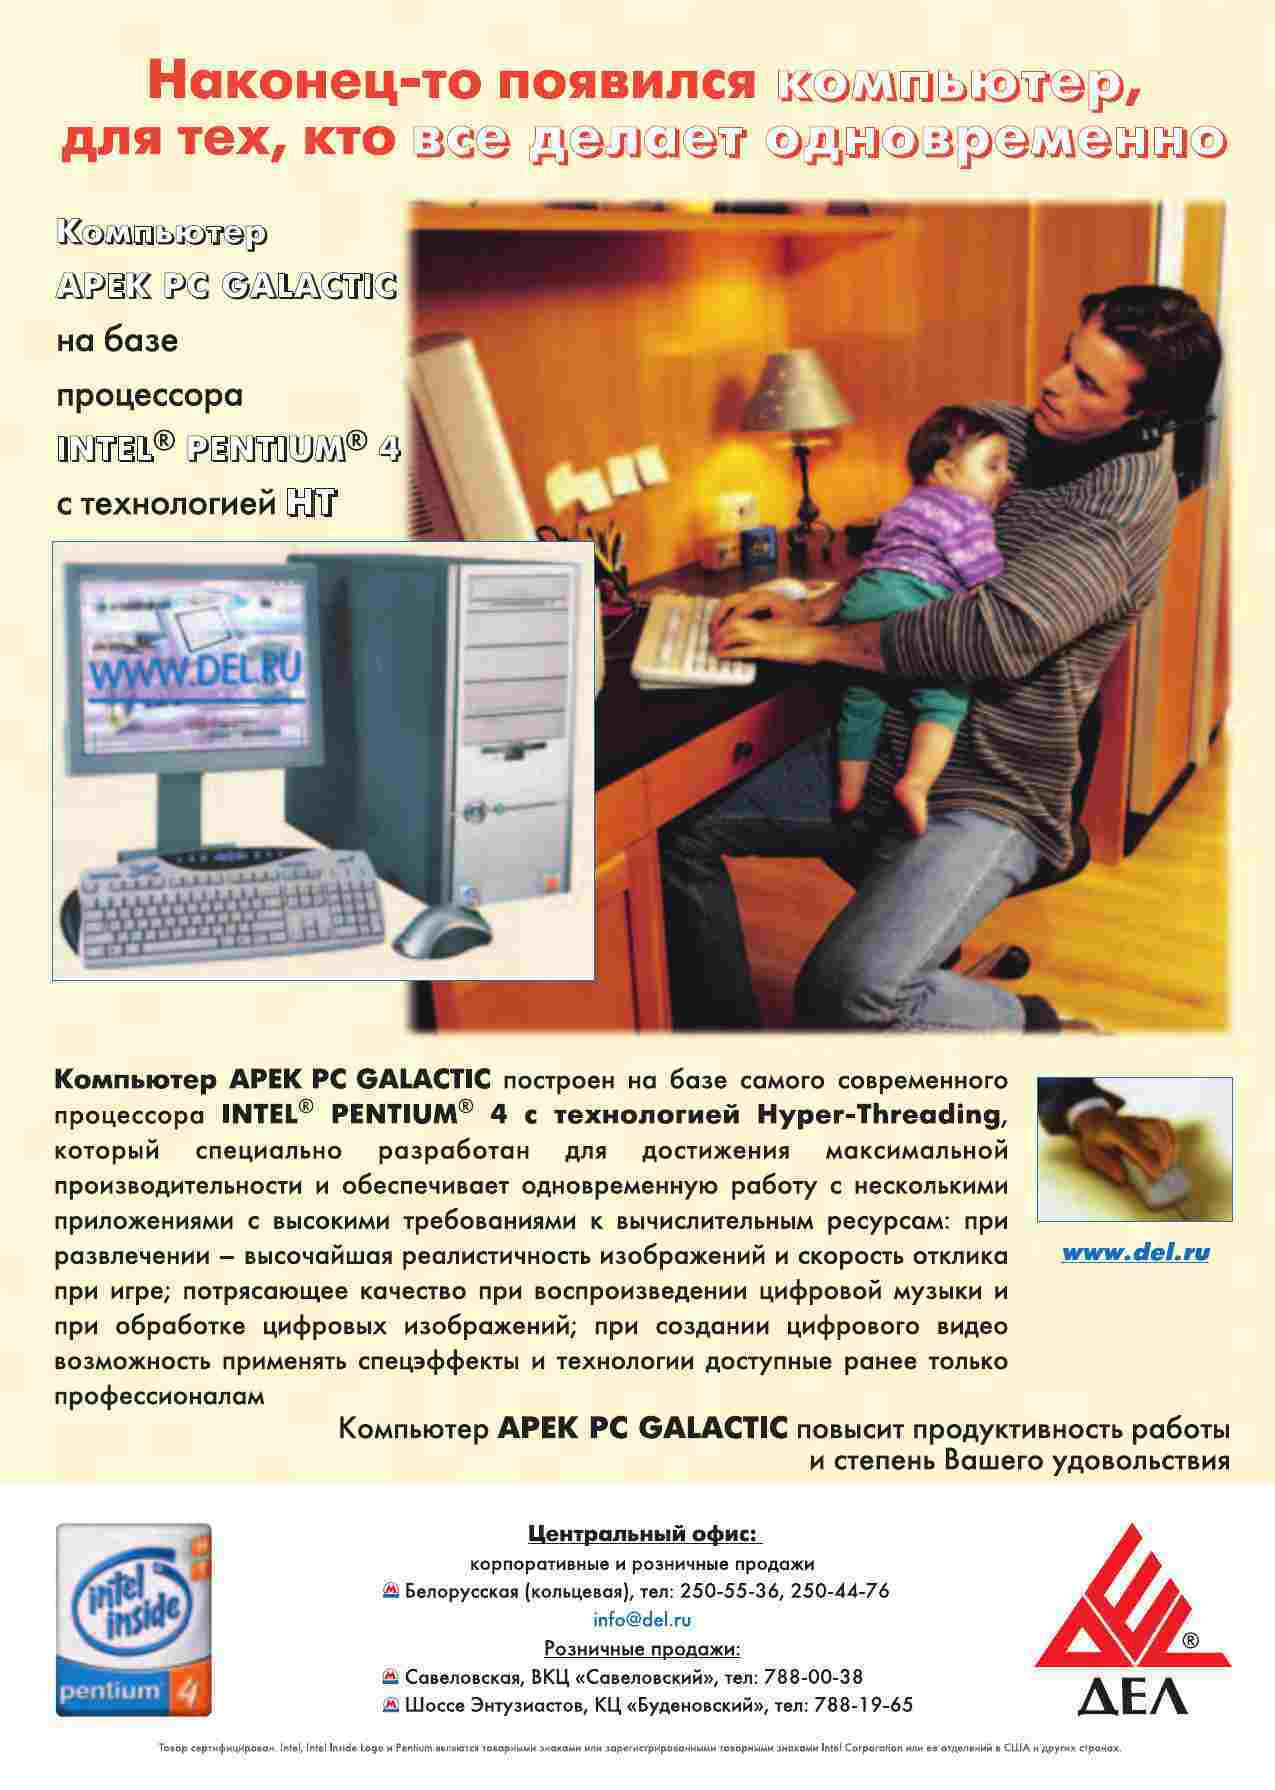 Наконец-то появился компьютер,
для тех, кто все делает одновременно
Компьютер
АРЕК PC GALACTIC
на базе
процессора
INTEL® PENTIUM® 4
с технологией HT
WWW.DEL.RU
Компьютер АРЕК PC GALACTIC построен на базе самого современного
процессора INTEL® PENTIUM® 4 с технологией Hyper-Threading,
который специально разработан для достижения максимальной
производительности и обеспечивает одновременную работу с несколькими
приложениями с высокими требованиями к вычислительным ресурсам: при
развлечении – высочайшая реалистичность изображений и скорость отклика
при игре; потрясающее качество при воспроизведении цифровой музыки и
при обработке цифровых изображений; при создании цифрового видео
возможность применять спецэффекты и технологии доступные ранее только
профессионалам
www.del.ru
Компьютер АРЕК PC GALACTIC повысит продуктивность работы
и степень Вашего удовольствия
intel
inside
pentium 4
Центральный офис:
корпоративные и розничные продажи
Белорусская (кольцевая), тел: 250-55-36, 250-44-76
info@del.ru
Розничные продажи:
Савеловская, ВКЦ «Савеловский», тел: 788-00-38
Шоссе Энтузиастов, КЦ «Буденовский», тел: 788-19-65
®
ДЕЛ
Товар сертифицирован. Intel, Intel Inside Logo и Pentium являются товарными знаками или зарегистрированными товарными знаками Intel Corporation или ее отделений в США и других странах.